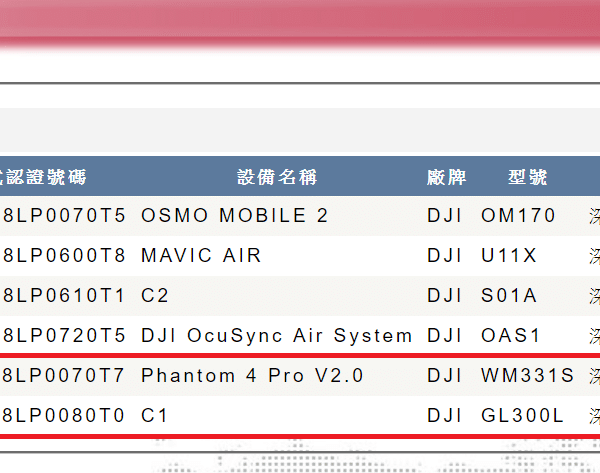 式認證號碼 設備名稱 廠牌 型號
8LP0070T5 OSMO MOBILE 2 DJI OM170 深
8LP0600T8 MAVIC AIR DJI U11X 深
8LP0610T1 C2 DJI S01A 深
8LP0720T5 DJI OcuSync Air System DJI OAS1 深
8LP0070T7 Phantom 4 Pro V2.0 DJI WM331S 深
8LP0080T0 C1 DJI GL300L 深